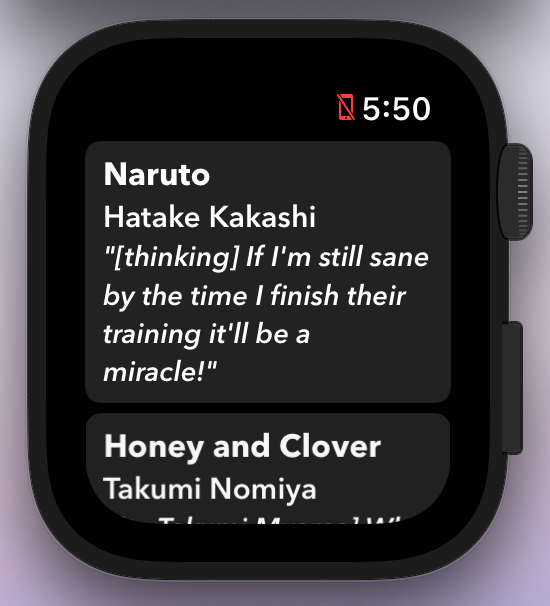 5:50
Naruto
Hatake Kakashi
"[thinking] If I'm still sane
by the time I finish their
training it'll be a
miracle!"
Honey and Clover
Takumi Nomiya